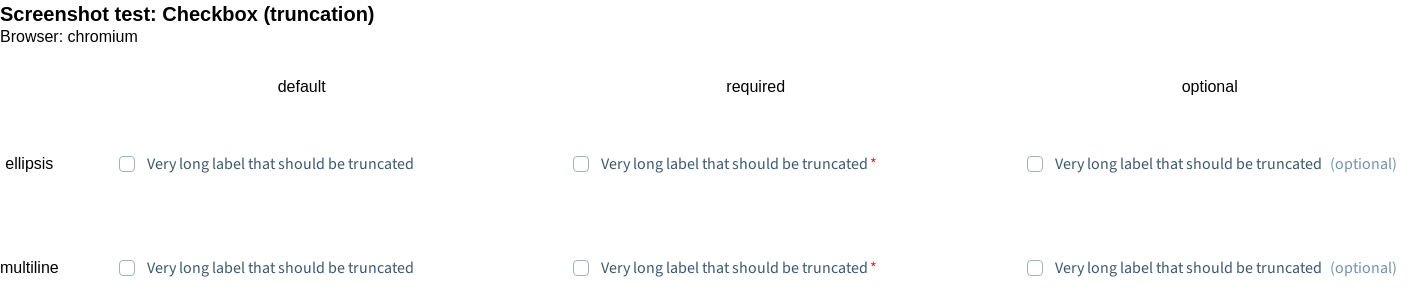 Screenshot test: Checkbox (truncation)
Browser: chromium
default required optional
ellipsis Very long label that should be truncated Very long label that should be truncated * Very long label that should be truncated (optional)
multiline Very long label that should be truncated Very long label that should be truncated * Very long label that should be truncated (optional)